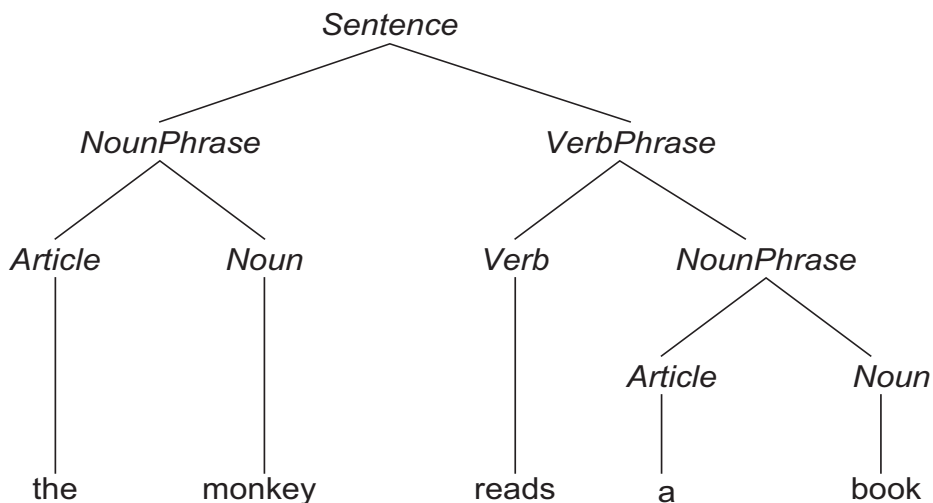 Sentence
NounPhrase VerbPhrase
Article Noun Verb NounPhrase
Article Noun
the monkey reads a book